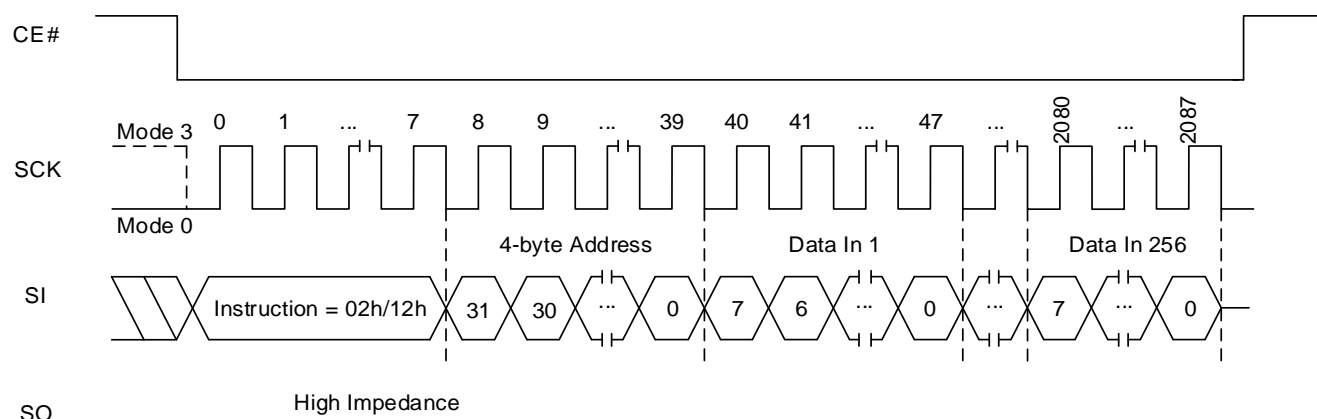 CE#
0 1 ... 7 8 9 ... 39 40 41 ... 47 ... 2080 ... 2087
Mode 3
SCK
Mode 0
4-byte Address Data In 1 Data In 256
SI
Instruction = 02h/12h 31 30 ... 0 7 6 ... 0 ... 7 ... 0
High Impedance
SO